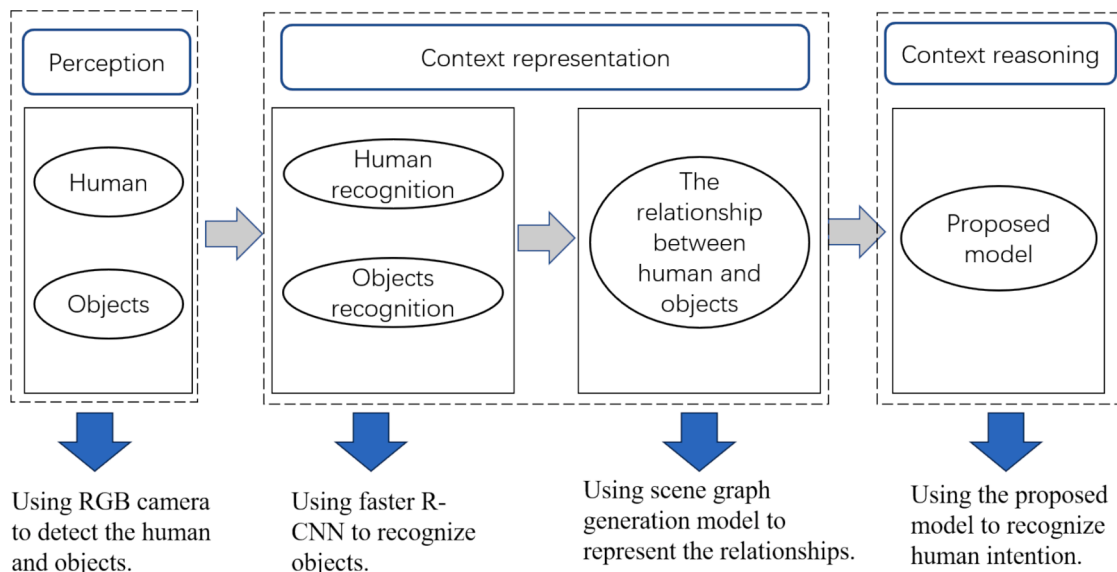 Perception
Context representation
Context reasoning
Human
Objects
Human
recognition
Objects
recognition
The
relationship
between
human and
objects
Proposed
model
Using RGB camera
to detect the human
and objects.
Using faster R-
CNN to recognize
objects.
Using scene graph
generation model to
represent the relationships.
Using the proposed
model to recognize
human intention.